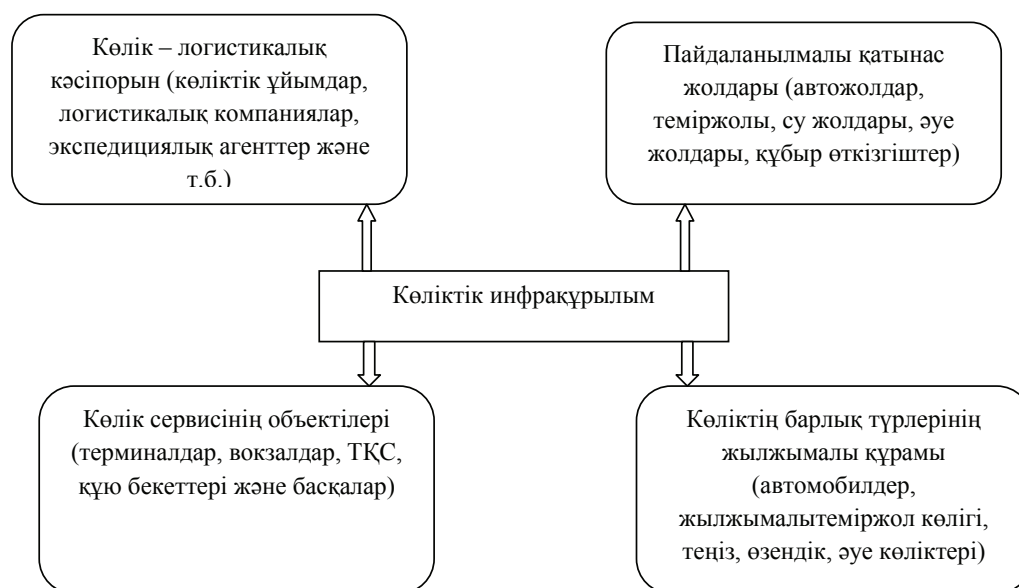 Көлік – логистикалық
кәсіпорын (көліктік ұйымдар,
логистикалық компаниялар,
экспедициялық агенттер және
т.б.)
Пайдаланылмалы қатынас
жолдары (автожолдар,
теміржолы, су жолдары, әуе
жолдары, құбыр өткізгіштер)
Көліктік инфрақұрылым
Көлік сервисінің объектілері
(терминалдар, вокзалдар, ТҚС,
құю бекеттері және басқалар)
Көліктің барлық түрлерінің
жылжымалы құрамы
(автомобилдер,
жылжымалытеміржол көлігі,
теңіз, өзендік, әуе көліктері)